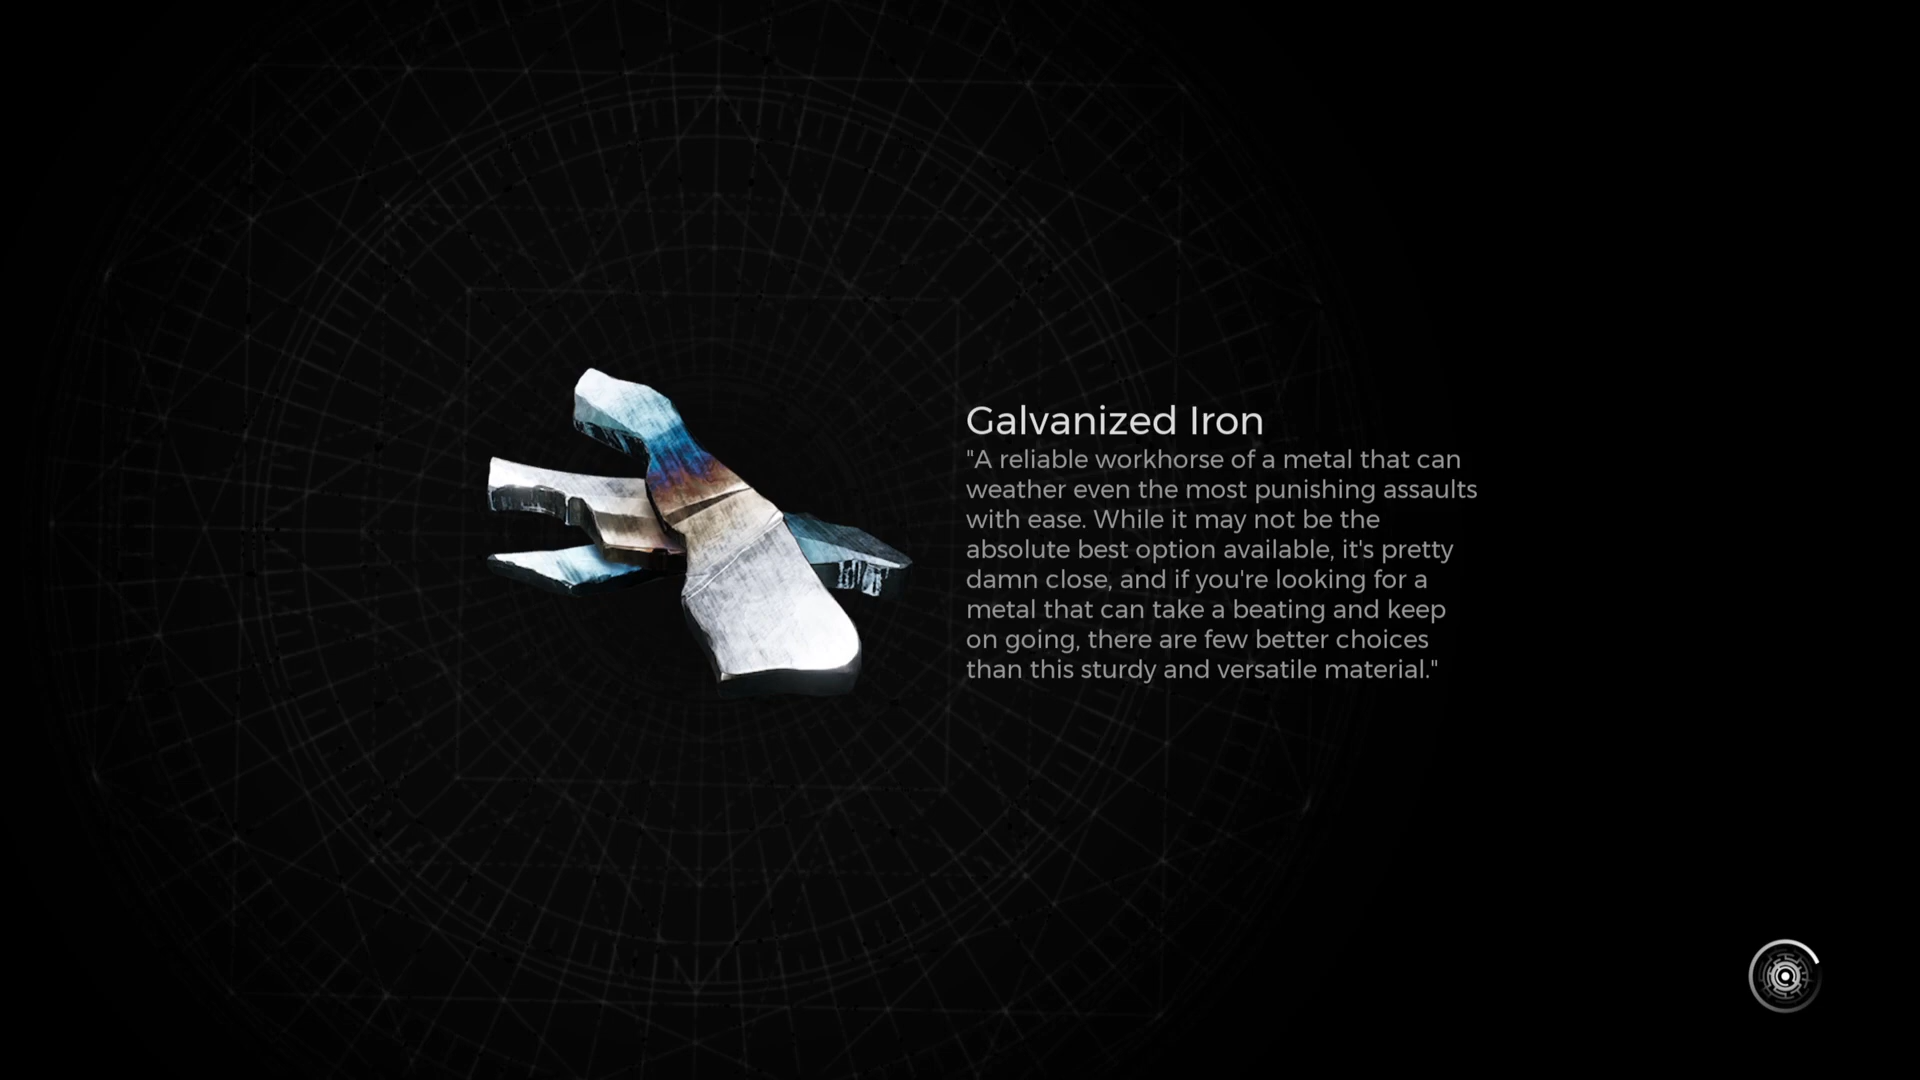 Galvanized Iron
"A reliable workhorse of a metal that can
weather even the most punishing assaults
with ease. While it may not be the
absolute best option available, it's pretty
damn close, and if you're looking for a
metal that can take a beating and keep
on going, there are few better choices
than this sturdy and versatile material."